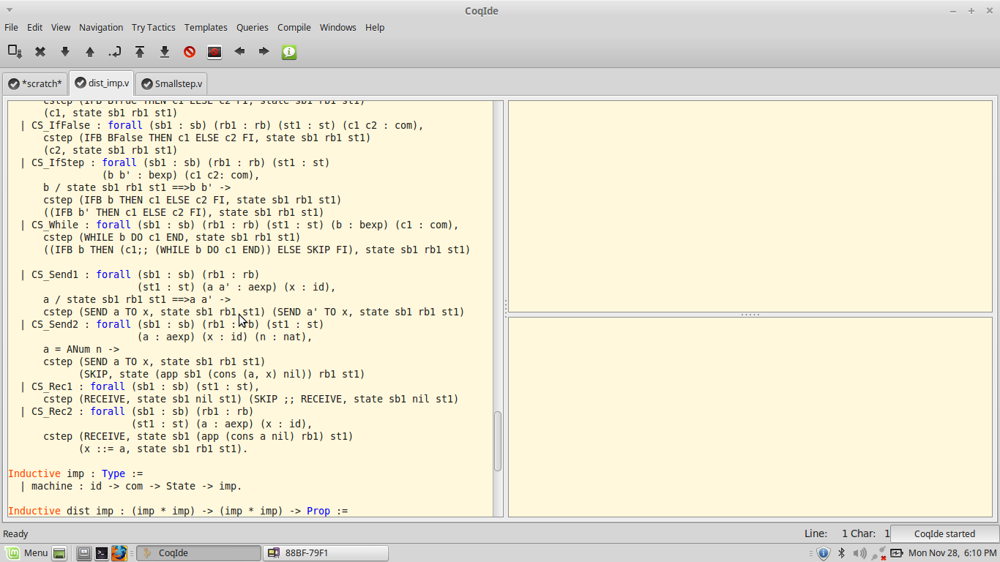 CoqIde
File Edit View Navigation Try Tactics Templates Queries Compile Windows Help
*scratch* dist_imp.v Smallstep.v
cstep (IFB BTrue THEN c1 ELSE c2 FI, state sb1 rb1 st1)
(c1, state sb1 rb1 st1)
| CS_IfFalse : forall (sb1 : sb) (rb1 : rb) (st1 : st) (c1 c2 : com),
cstep (IFB BFalse THEN c1 ELSE c2 FI, state sb1 rb1 st1)
(c2, state sb1 rb1 st1)
| CS_IfStep : forall (sb1 : sb) (rb1 : rb) (st1 : st)
(b b' : bexp) (c1 c2: com),
b / state sb1 rb1 st1 ==>b b' ->
cstep (IFB b THEN c1 ELSE c2 FI, state sb1 rb1 st1)
((IFB b' THEN c1 ELSE c2 FI), state sb1 rb1 st1)
| CS_While : forall (sb1 : sb) (rb1 : rb) (st1 : st) (b : bexp) (c1 : com),
cstep (WHILE b DO c1 END, state sb1 rb1 st1)
((IFB b THEN (c1;; (WHILE b DO c1 END)) ELSE SKIP FI), state sb1 rb1 st1)
| CS_Send1 : forall (sb1 : sb) (rb1 : rb)
(st1 : st) (a a' : aexp) (x : id),
a / state sb1 rb1 st1 ==>a a' ->
cstep (SEND a TO x, state sb1 rb1 st1) (SEND a' TO x, state sb1 rb1 st1)
| CS_Send2 : forall (sb1 : sb) (rb1 : rb) (st1 : st)
(a : aexp) (x : id) (n : nat),
a = ANum n ->
cstep (SEND a TO x, state sb1 rb1 st1)
(SKIP, state (app sb1 (cons (a, x) nil)) rb1 st1)
| CS_Rec1 : forall (sb1 : sb) (st1 : st),
cstep (RECEIVE, state sb1 nil st1) (SKIP ;; RECEIVE, state sb1 nil st1)
| CS_Rec2 : forall (sb1 : sb) (rb1 : rb)
(st1 : st) (a : aexp) (x : id),
cstep (RECEIVE, state sb1 (app (cons a nil) rb1) st1)
(x ::= a, state sb1 rb1 st1).
Inductive imp : Type :=
| machine : id -> com -> State -> imp.
Inductive dist imp : (imp * imp) -> (imp * imp) -> Prop :=
Ready Line: 1 Char: 1 CoqIde started
Menu CoqIde 88BF-79F1 Mon Nov 28, 6:10 PM